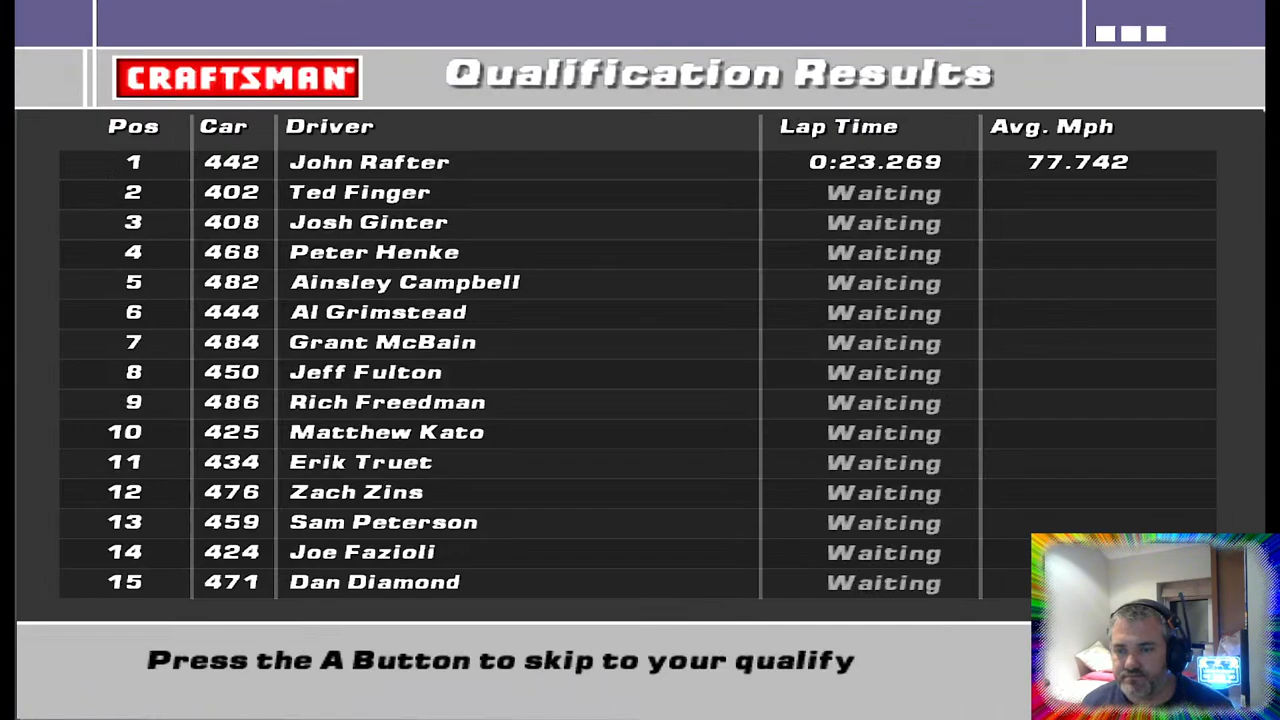 CRAFTSMAN Qualification Results
Pos Car Driver Lap Time Avg. Mph
1 442 John Rafter 0:23.269 77.742
2 402 Ted Finger Waiting
3 408 Josh Ginter Waiting
4 468 Peter Henke Waiting
5 482 Ainsley Campbell Waiting
6 444 Al Grimstead Waiting
7 484 Grant McBain Waiting
8 450 Jeff Fulton Waiting
9 486 Rich Freedman Waiting
10 425 Matthew Kato Waiting
11 434 Erik Truet Waiting
12 476 Zach Zins Waiting
13 459 Sam Peterson Waiting
14 424 Joe Fazioli Waiting
15 471 Dan Diamond Waiting
Press the A Button to skip to your qualify